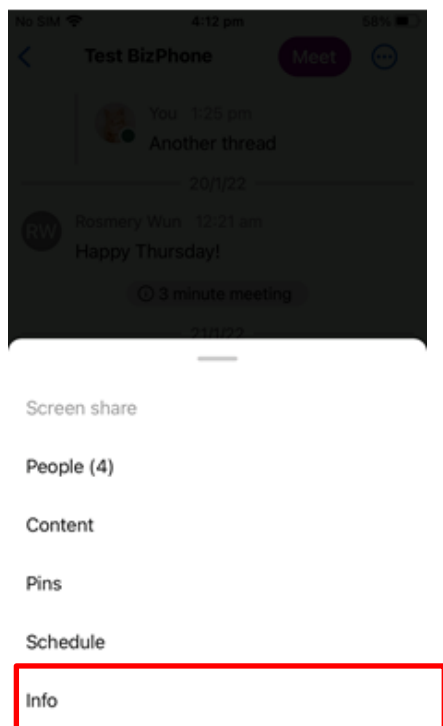 No SIM 4:12 pm 58%
Test BizPhone Meet
You 1:25 pm
Another thread
20/1/22
RW Rosmery Wun 12:21 am
Happy Thursday!
3 minute meeting
21/1/22
Screen share
People (4)
Content
Pins
Schedule
Info